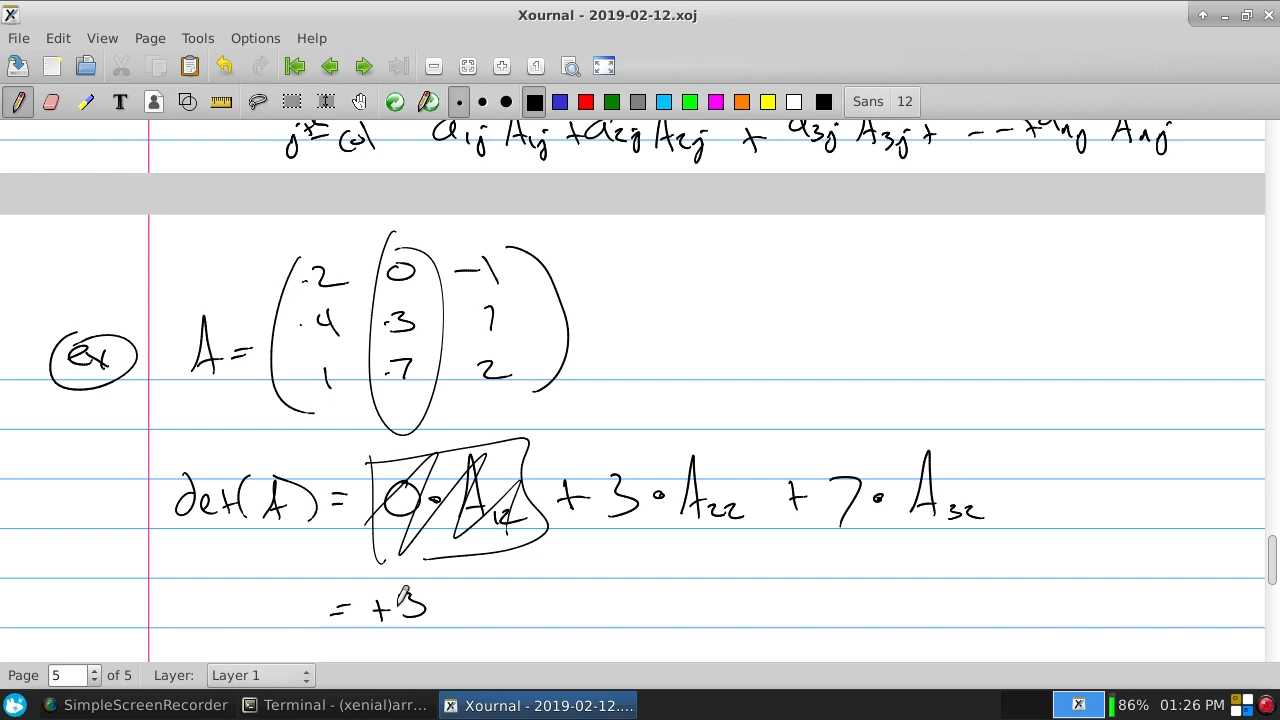 Xournal - 2019-02-12.xoj
File Edit View Page Tools Options Help
Sans 12
jth col a1j A1j + a2j A2j + a3j A3j + -- + anj Anj
ex A = ( 2 0 -1
4 3 1
1 7 2 )
det(A) = 0 • A12 + 3 • A22 + 7 • A32
= +3
Page 5 of 5 Layer: Layer 1
SimpleScreenRecorder Terminal - (xenial)arr... Xournal - 2019-02-12.... 86% 01:26 PM